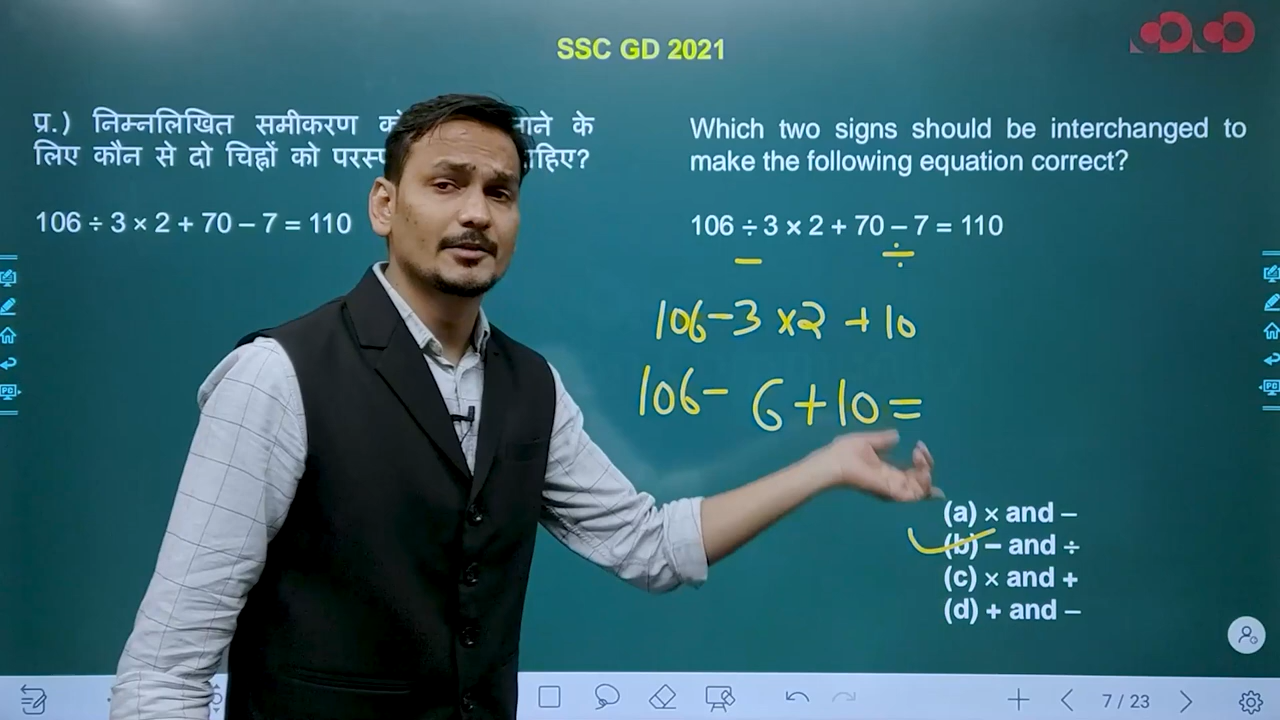 SSC GD 2021
प्र.) निम्नलिखित समीकरण के
लिए कौन से दो चिह्नों को
106 ÷ 3 × 2 + 70 – 7 = 110
Which two signs should be interchanged to
make the following equation correct?
106 ÷ 3 × 2 + 70 – 7 = 110
– ÷
106-3 ×2 +10
106- 6+10=
(a) × and –
(b) – and ÷
(c) × and +
(d) + and –
7 / 23